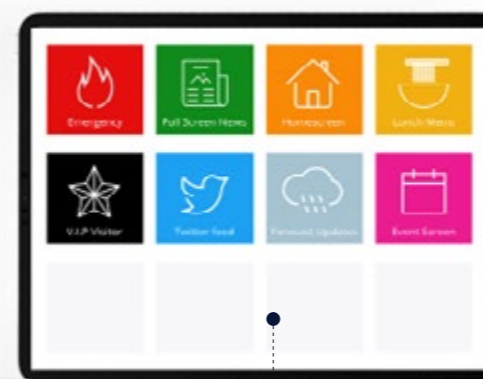 Emergency
Full Screen News
Homescreen
Lunch Menu
V.I.P Visitor
Twitter feed
Forecast Updates
Event Screen